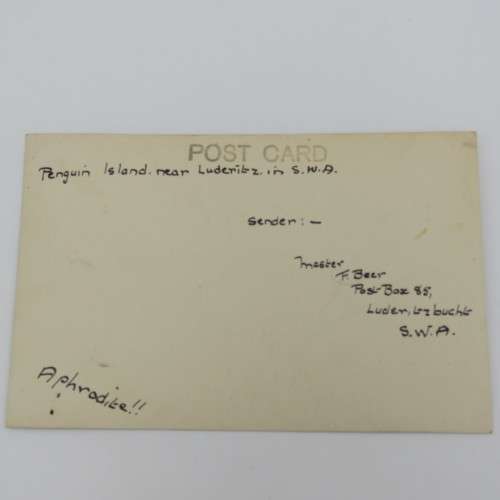 POST CARD
Penguin Island. near Luderitz. in S.W.A.
Sender:-
Master
F. Beer
Post Box 85,
Luderitzbucht
S.W.A.
Aphrodite!!